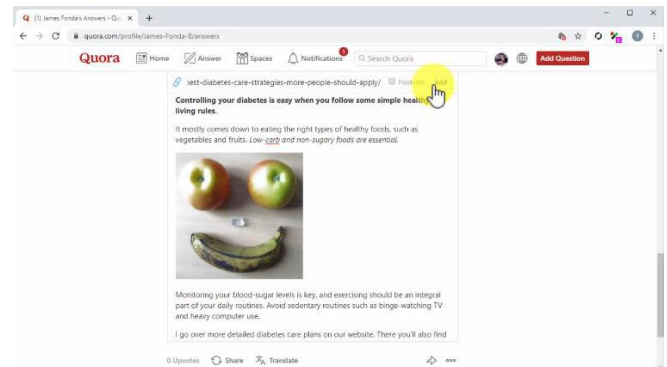 (1) James Fonda's Answers - Quo
quora.com/profile/James-Fonda-8/answers
Quora Home Answer Spaces Notifications Search Quora Add Question
est-diabetes-care-strategies-more-people-should-apply/ Add
Controlling your diabetes is easy when you follow some simple healthy
living rules.
It mostly comes down to eating the right types of healthy foods, such as
vegetables and fruits. Low-carb and non-sugary foods are essential.
Monitoring your blood-sugar levels is key, and exercising should be an integral
part of your daily routines. Avoid sedentary routines such as binge-watching TV
and heavy computer use.
I go over more detailed diabetes care plans on our website. There you'll also find
0 Upvotes Share Translate